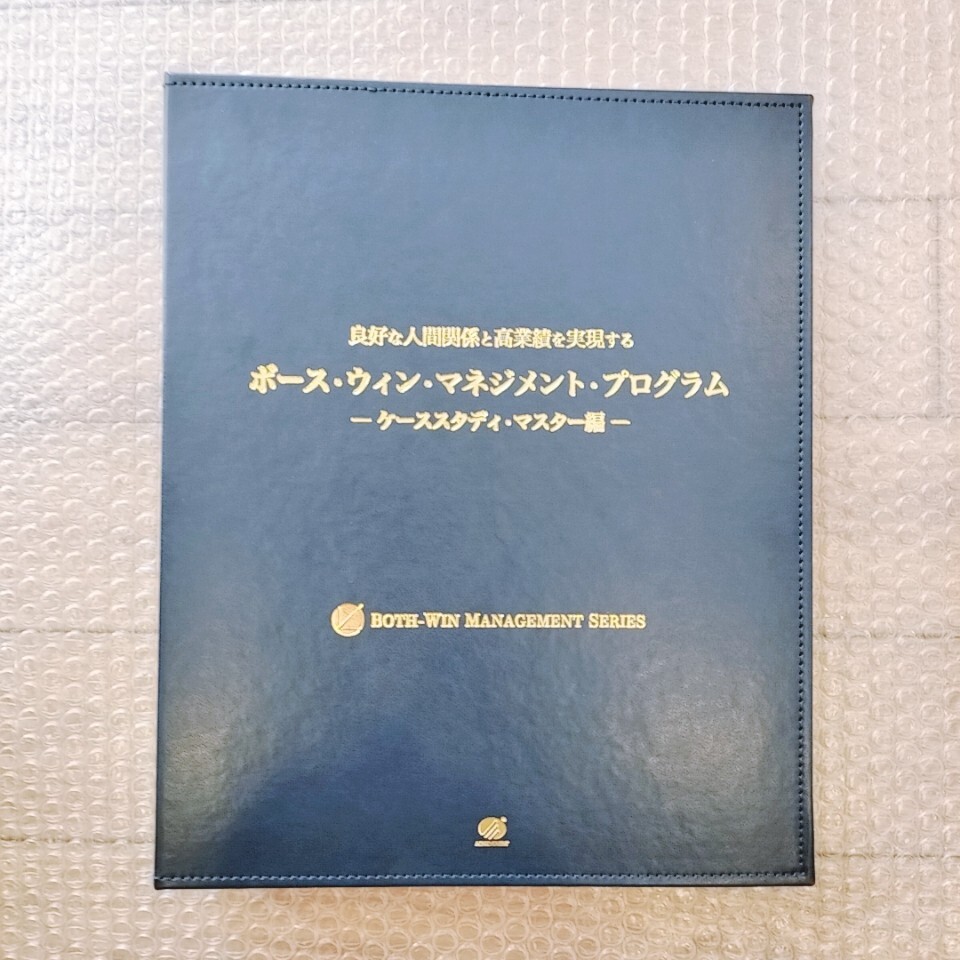 良好な人間関係と高業績を実現する
ボース・ウィン・マネジメント・プログラム
－ケーススタディ・マスター編－
BOTH-WIN MANAGEMENT SERIES